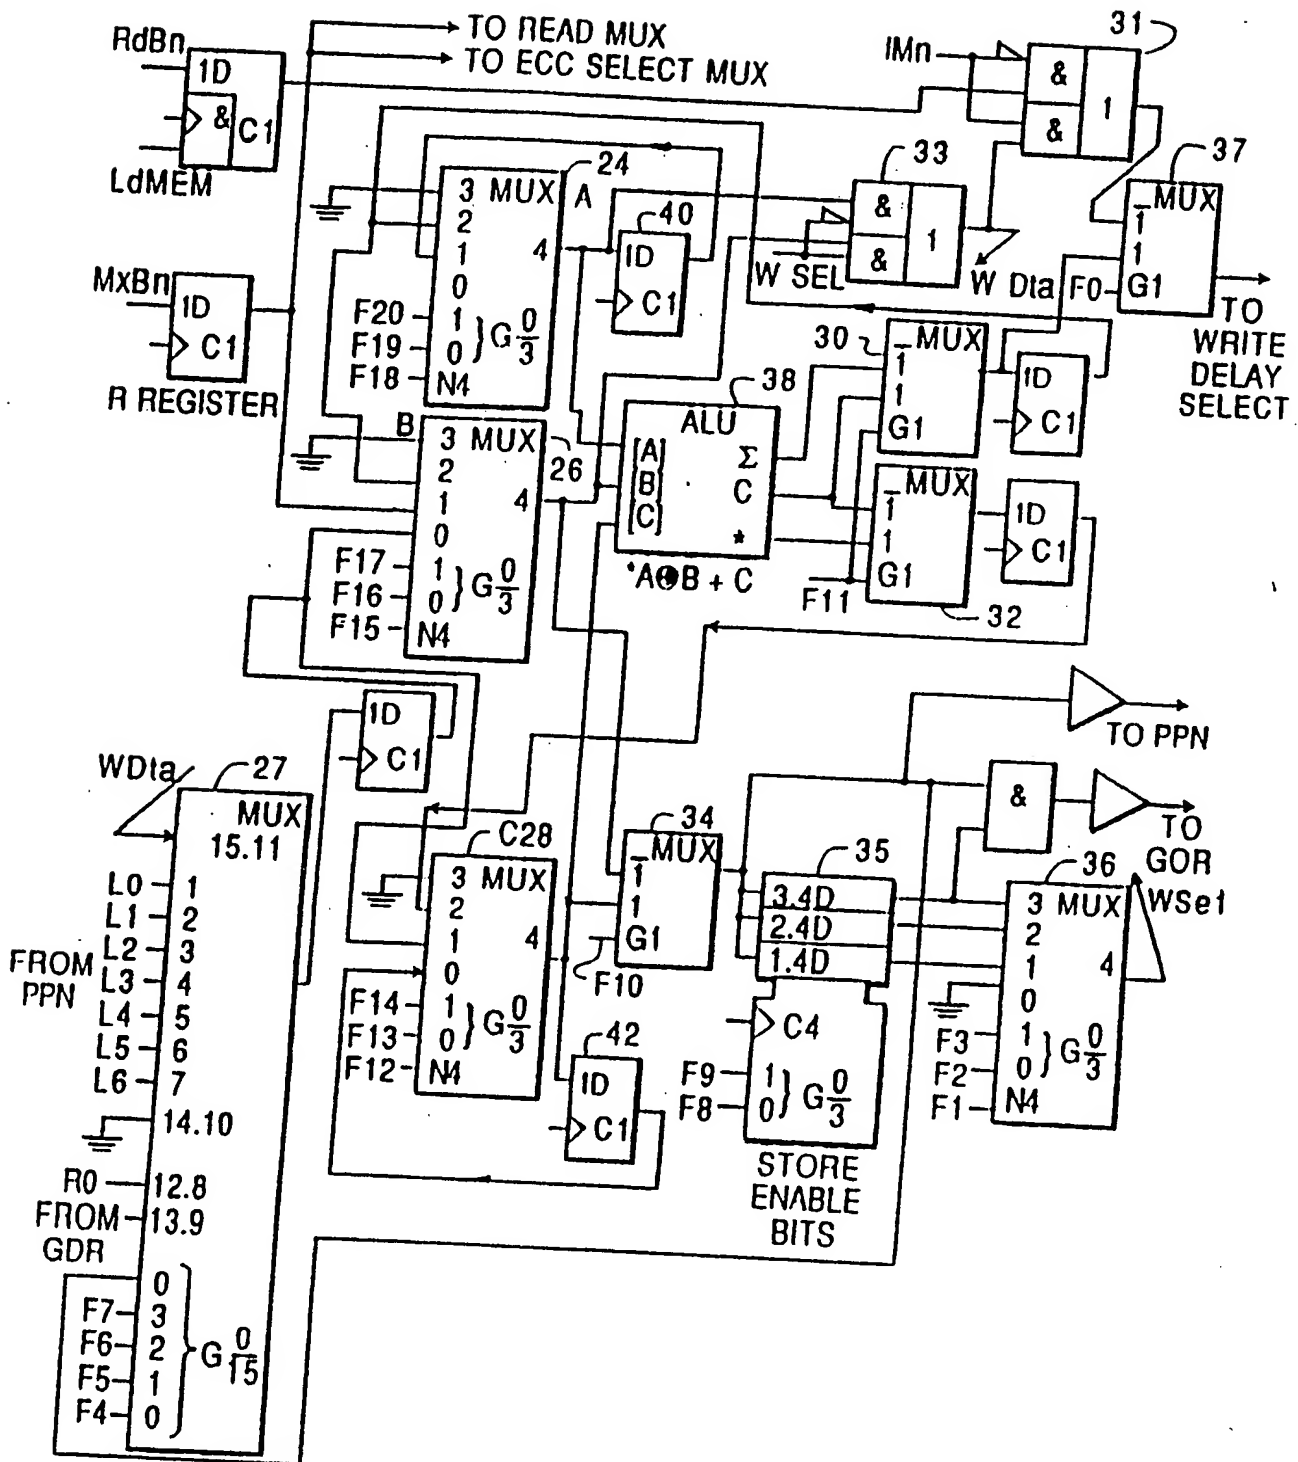 RdBn
1D
& C1
LdMEM
TO READ MUX
TO ECC SELECT MUX
IMn
&
&
1
31
MxBn
1D
C1
R REGISTER
3 MUX
2
1
0
4
F20 1
F19 0 } G 0/3
F18 N4
24
A
40
1D
C1
33
&
&
1
W SEL
W Dta
37
MUX
1
1
F0 G1
TO
WRITE
DELAY
SELECT
B
3 MUX
2
1
0
4
26
F17 1
F16 0 } G 0/3
F15 N4
38
ALU
[A]
[B]
[C]
Σ
C
*
*A⊕B + C
30
MUX
1
1
G1
1D
C1
MUX
1
1
G1
F11
32
1D
C1
1D
C1
TO PPN
WDta
27
MUX
15.11
L0 1
L1 2
L2 3
FROM PPN
L3 4
L4 5
L5 6
L6 7
14.10
R0 12.8
FROM GDR
13.9
0
F7 3
F6 2
F5 1
F4 0
} G 0/15
C28
3 MUX
2
1
0
4
F14 1
F13 0 } G 0/3
F12 N4
42
1D
C1
34
MUX
1
1
G1
F10
35
3.4D
2.4D
1.4D
C4
F9 1
F8 0 } G 0/3
STORE
ENABLE
BITS
&
TO
GOR
36
WSel
3 MUX
2
1
0
4
F3 1
F2 0 } G 0/3
F1 N4